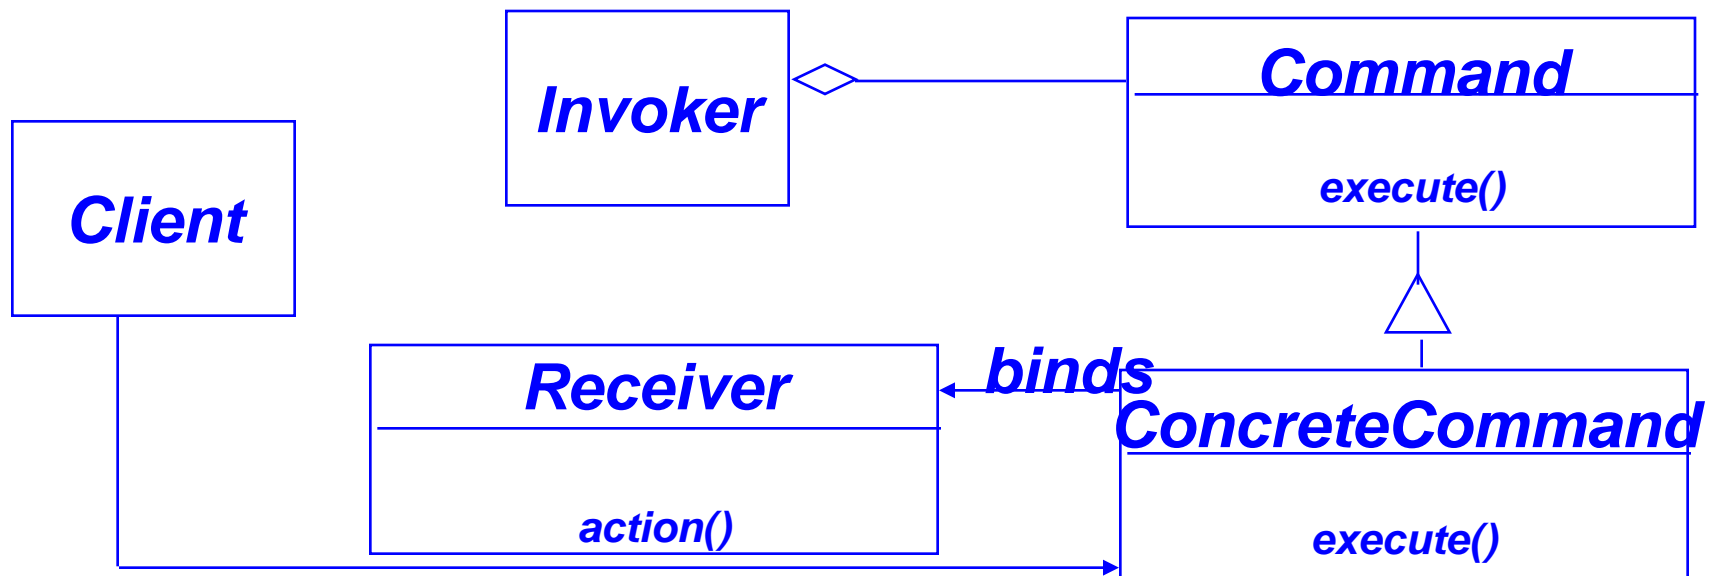 Invoker
Command
execute()
Client
Receiver
action()
binds
ConcreteCommand
execute()